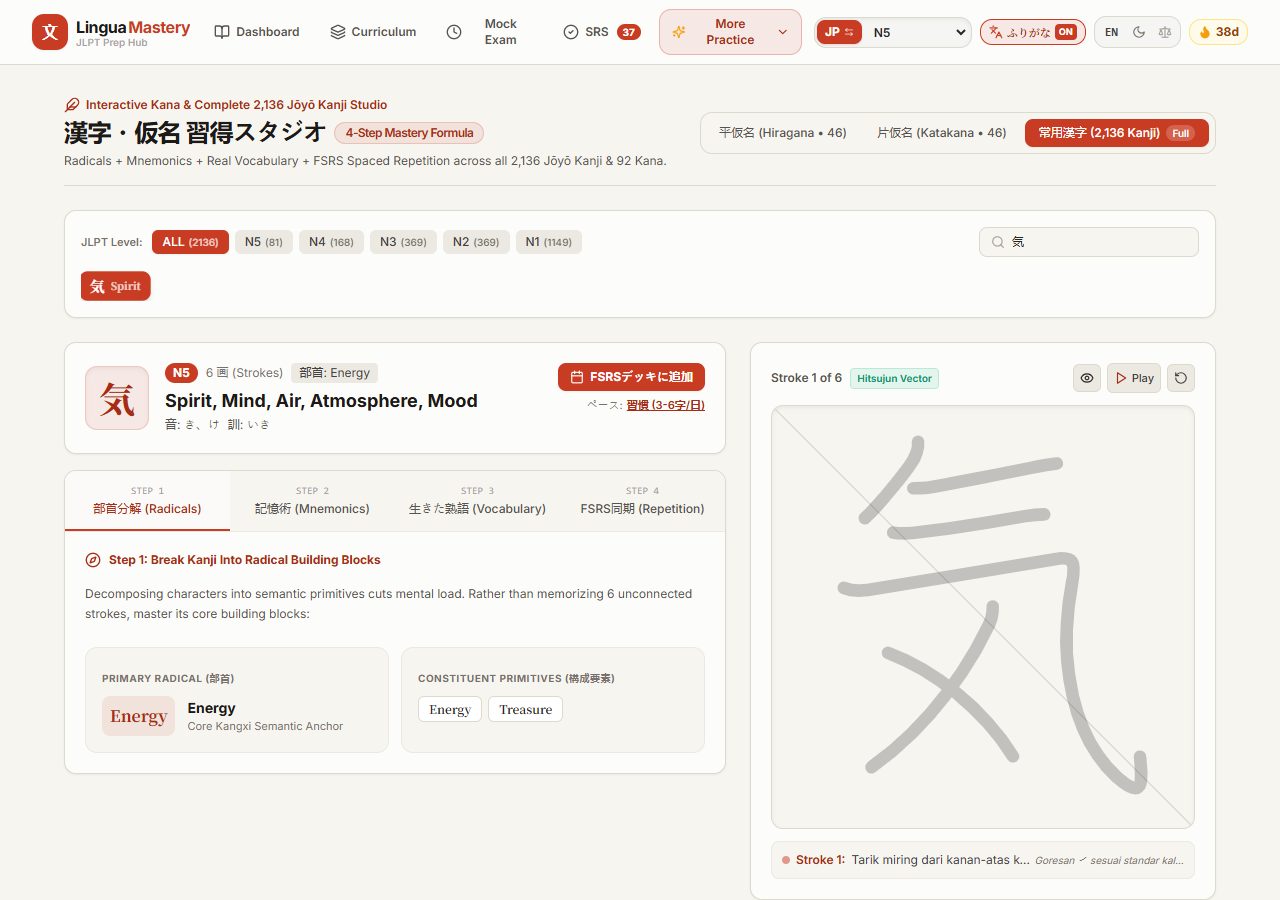 文 LinguaMastery
JLPT Prep Hub
Dashboard
Curriculum
Mock Exam
SRS 37
More Practice
JP ⇆ N5
ふりがな ON
EN
38d
Interactive Kana & Complete 2,136 Jōyō Kanji Studio
漢字・仮名 習得スタジオ 4-Step Mastery Formula
Radicals + Mnemonics + Real Vocabulary + FSRS Spaced Repetition across all 2,136 Jōyō Kanji & 92 Kana.
平仮名 (Hiragana • 46) 片仮名 (Katakana • 46) 常用漢字 (2,136 Kanji) Full
JLPT Level: ALL (2136) N5 (81) N4 (168) N3 (369) N2 (369) N1 (1149)
気
気 Spirit
気
N5 6 画 (Strokes) 部首: Energy
Spirit, Mind, Air, Atmosphere, Mood
音: き、け 訓: いき
FSRSデッキに追加
ペース: 習慣 (3-6字/日)
STEP 1
部首分解 (Radicals)
STEP 2
記憶術 (Mnemonics)
STEP 3
生きた熟語 (Vocabulary)
STEP 4
FSRS同期 (Repetition)
Step 1: Break Kanji Into Radical Building Blocks
Decomposing characters into semantic primitives cuts mental load. Rather than memorizing 6 unconnected
strokes, master its core building blocks:
PRIMARY RADICAL (部首)
Energy
Energy
Core Kangxi Semantic Anchor
CONSTITUENT PRIMITIVES (構成要素)
Energy Treasure
Stroke 1 of 6 Hitsujun Vector
Play
気
Stroke 1: Tarik miring dari kanan-atas k... Goresan ㇒ sesuai standar kal...